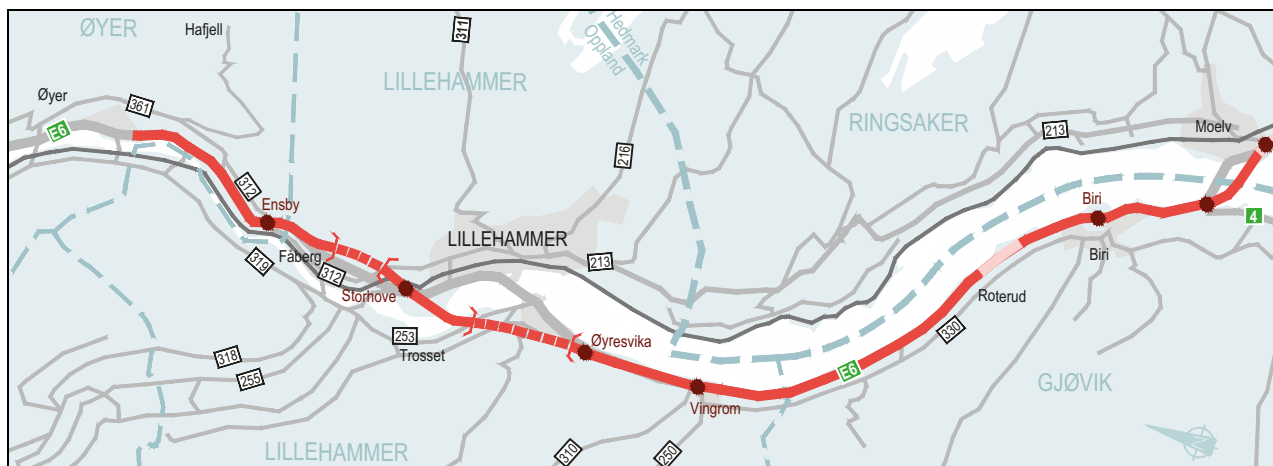 ØYER
Hafjell
311
Hedmark
Oppland
LILLEHAMMER
Øyer
361
E6
RINGSAKER
213
Moelv
216
312
Ensby
Biri
4
LILLEHAMMER
Fåberg
319
312
213
Biri
Storhove
Roterud
253
Trosset
Øyresvika
330
318
255
E6
GJØVIK
Vingrom
LILLEHAMMER
310
250